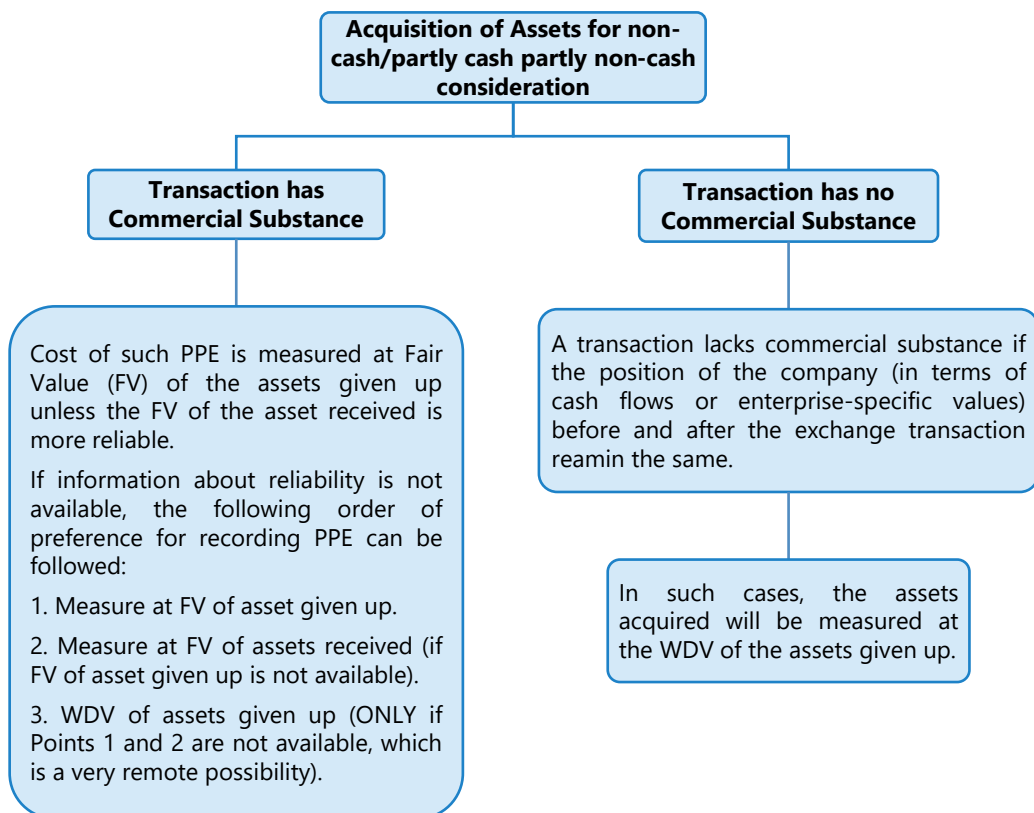 Acquisition of Assets for non-
cash/partly cash partly non-cash
consideration
Transaction has
Commercial Substance
Transaction has no
Commercial Substance
Cost of such PPE is measured at Fair
Value (FV) of the assets given up
unless the FV of the asset received is
more reliable.
If information about reliability is not
available, the following order of
preference for recording PPE can be
followed:
1. Measure at FV of asset given up.
2. Measure at FV of assets received (if
FV of asset given up is not available).
3. WDV of assets given up (ONLY if
Points 1 and 2 are not available, which
is a very remote possibility).
A transaction lacks commercial substance if
the position of the company (in terms of
cash flows or enterprise-specific values)
before and after the exchange transaction
reamin the same.
In such cases, the assets
acquired will be measured at
the WDV of the assets given up.